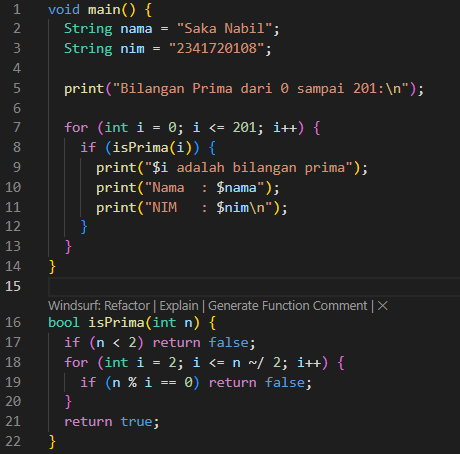 1 void main() {
2 String nama = "Saka Nabil";
3 String nim = "2341720108";
4
5 print("Bilangan Prima dari 0 sampai 201:\n");
6
7 for (int i = 0; i <= 201; i++) {
8 if (isPrima(i)) {
9 print("$i adalah bilangan prima");
10 print("Nama  : $nama");
11 print("NIM   : $nim\n");
12 }
13 }
14 }
15
Windsurf: Refactor | Explain | Generate Function Comment | ×
16 bool isPrima(int n) {
17 if (n < 2) return false;
18 for (int i = 2; i <= n ~/ 2; i++) {
19 if (n % i == 0) return false;
20 }
21 return true;
22 }